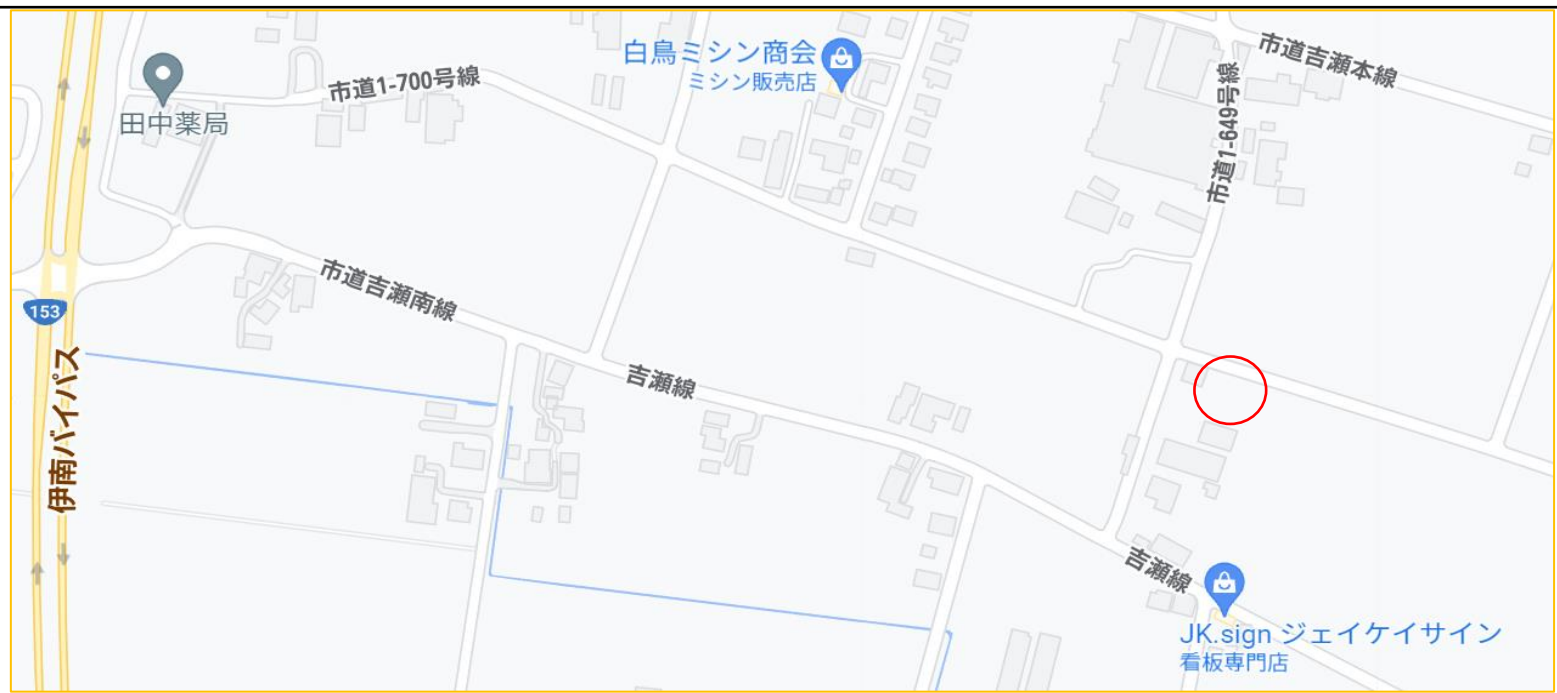 市道吉瀬本線
白鳥ミシン商会
ミシン販売店
市道1-700号線
田中薬局
市道1-649号線
市道吉瀬南線
153
伊南バイパス
吉瀬線
吉瀬線
JK.sign ジェイケイサイン
看板専門店